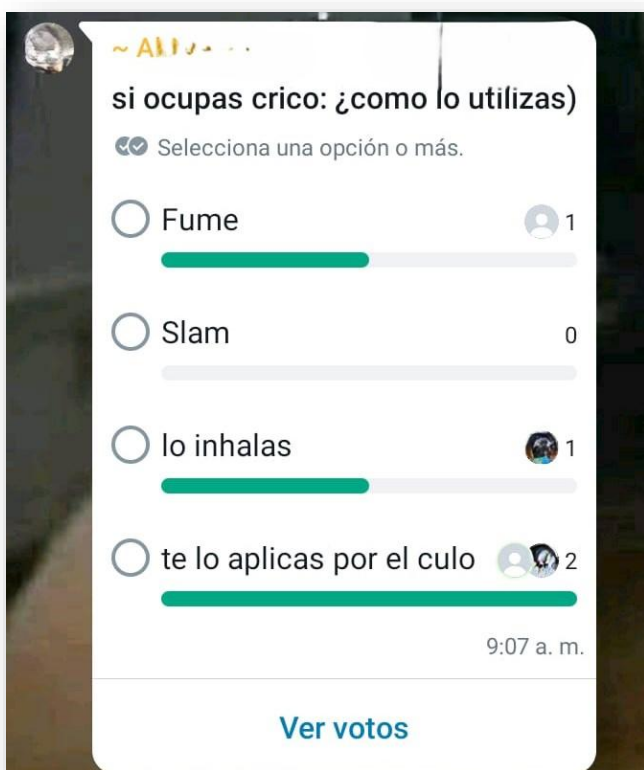 si ocupas crico: ¿como lo utilizas)
Selecciona una opción o más.
Fume
1
Slam
0
lo inhalas
1
te lo aplicas por el culo
2
9:07 a. m.
Ver votos